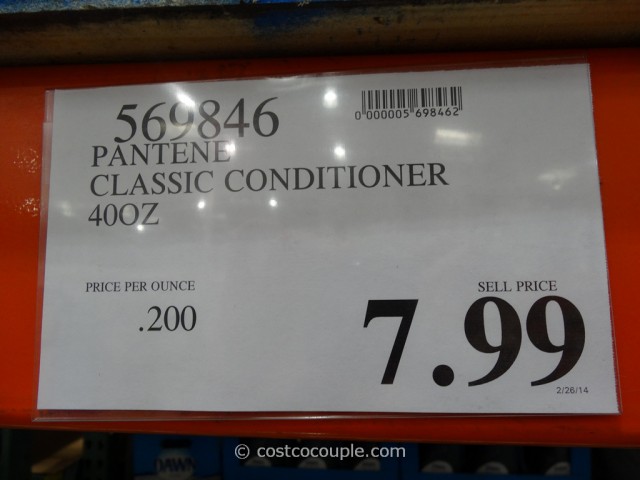 569846
0 000005 698462
PANTENE
CLASSIC CONDITIONER
40OZ
PRICE PER OUNCE
.200
SELL PRICE
7.99
2/26/14
DAWN
© costcocouple.com